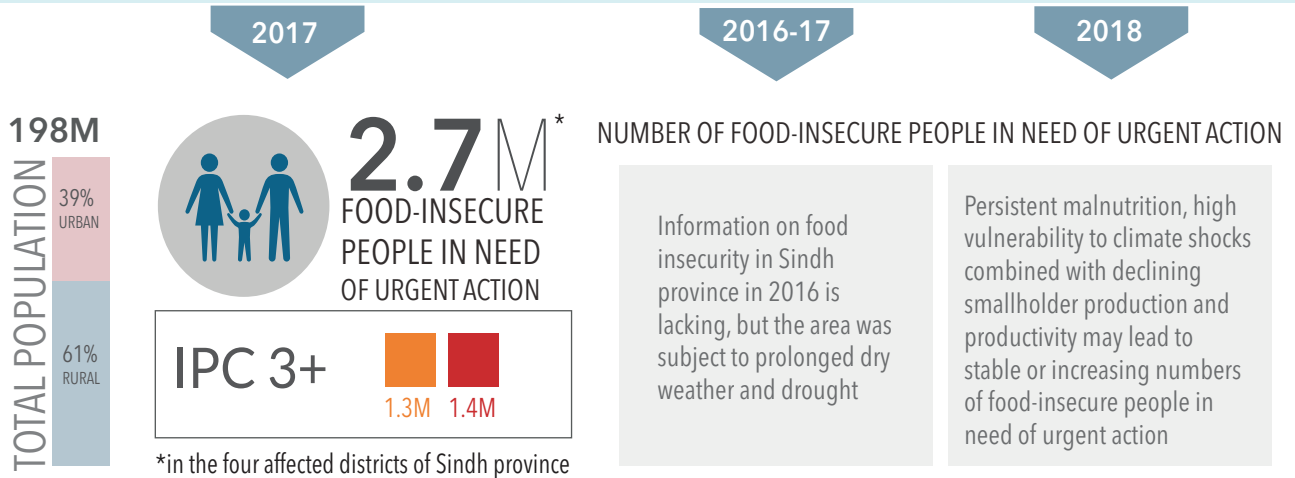 2017
2016-17
2018
198M
TOTAL POPULATION
39%
URBAN
61%
RURAL
2.7M*
FOOD-INSECURE
PEOPLE IN NEED
OF URGENT ACTION
IPC 3+
1.3M 1.4M
*in the four affected districts of Sindh province
NUMBER OF FOOD-INSECURE PEOPLE IN NEED OF URGENT ACTION
Information on food
insecurity in Sindh
province in 2016 is
lacking, but the area was
subject to prolonged dry
weather and drought
Persistent malnutrition, high
vulnerability to climate shocks
combined with declining
smallholder production and
productivity may lead to
stable or increasing numbers
of food-insecure people in
need of urgent action